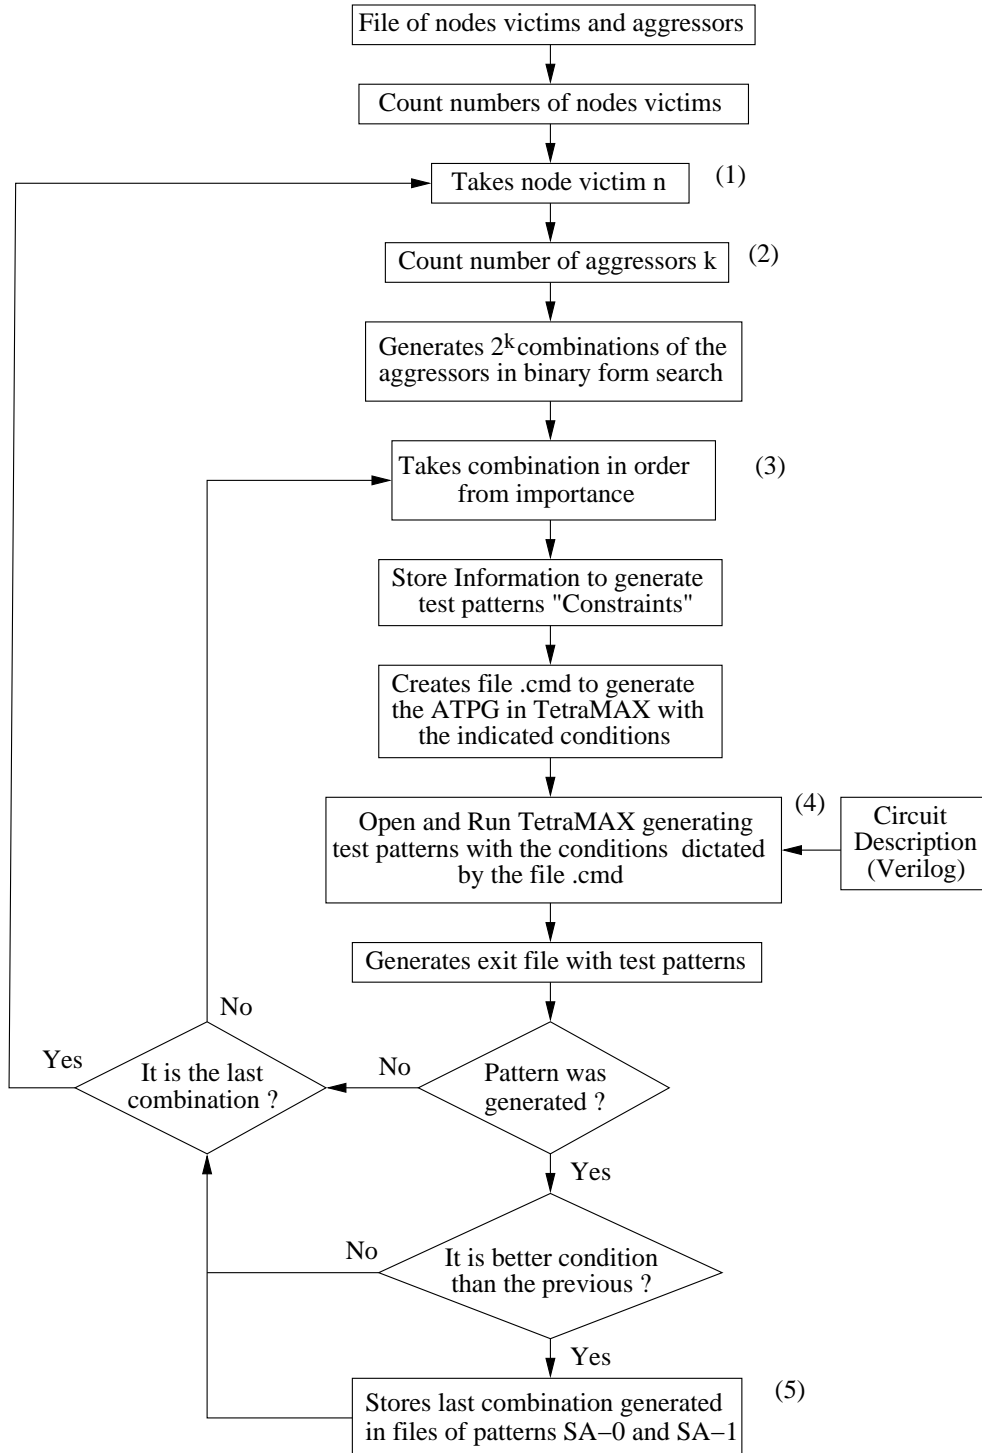 File of nodes victims and aggressors
Count numbers of nodes victims
Takes node victim n
(1)
Count number of aggressors k
(2)
Generates 2^k combinations of the
aggressors in binary form search
Takes combination in order
from importance
(3)
Store Information to generate
test patterns "Constraints"
Creates file .cmd to generate
the ATPG in TetraMAX with
the indicated conditions
Open and Run TetraMAX generating
test patterns with the conditions dictated
by the file .cmd
(4)
Circuit
Description
(Verilog)
Generates exit file with test patterns
No
Yes
It is the last
combination ?
No
Pattern was
generated ?
Yes
No
It is better condition
than the previous ?
Yes
Stores last combination generated
in files of patterns SA−0 and SA−1
(5)